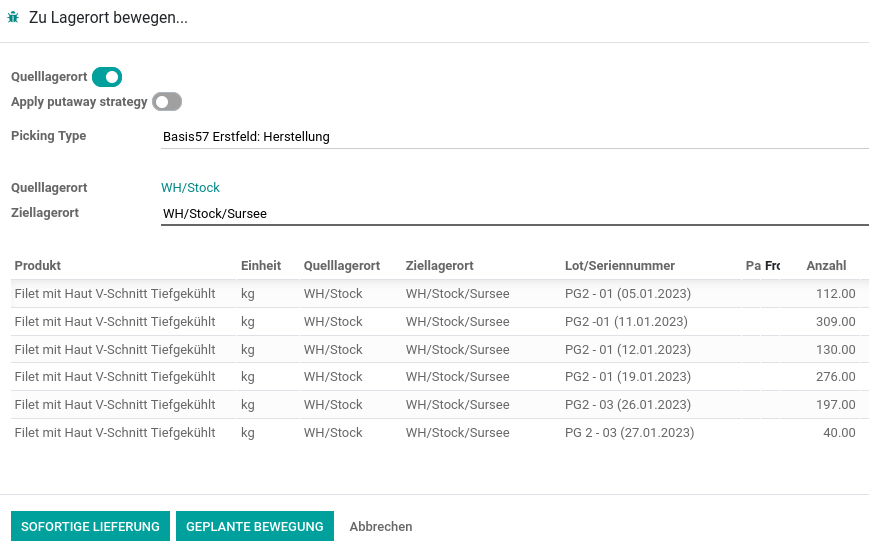 Zu Lagerort bewegen...
Quelllagerort
Apply putaway strategy
Picking Type Basis57 Erstfeld: Herstellung
Quelllagerort WH/Stock
Ziellagerort WH/Stock/Sursee
Produkt Einheit Quelllagerort Ziellagerort Lot/Seriennummer Pa Fro Anzahl
Filet mit Haut V-Schnitt Tiefgekühlt kg WH/Stock WH/Stock/Sursee PG2 - 01 (05.01.2023) 112.00
Filet mit Haut V-Schnitt Tiefgekühlt kg WH/Stock WH/Stock/Sursee PG2 -01 (11.01.2023) 309.00
Filet mit Haut V-Schnitt Tiefgekühlt kg WH/Stock WH/Stock/Sursee PG2 - 01 (12.01.2023) 130.00
Filet mit Haut V-Schnitt Tiefgekühlt kg WH/Stock WH/Stock/Sursee PG2 - 01 (19.01.2023) 276.00
Filet mit Haut V-Schnitt Tiefgekühlt kg WH/Stock WH/Stock/Sursee PG2 - 03 (26.01.2023) 197.00
Filet mit Haut V-Schnitt Tiefgekühlt kg WH/Stock WH/Stock/Sursee PG 2 - 03 (27.01.2023) 40.00
SOFORTIGE LIEFERUNG GEPLANTE BEWEGUNG Abbrechen